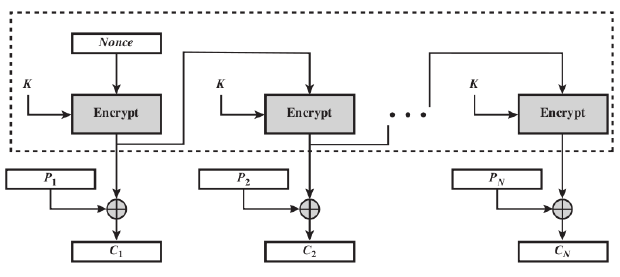 Nonce
K
K
K
Encrypt
Encrypt
• • •
Encrypt
P1
P2
PN
C1
C2
CN